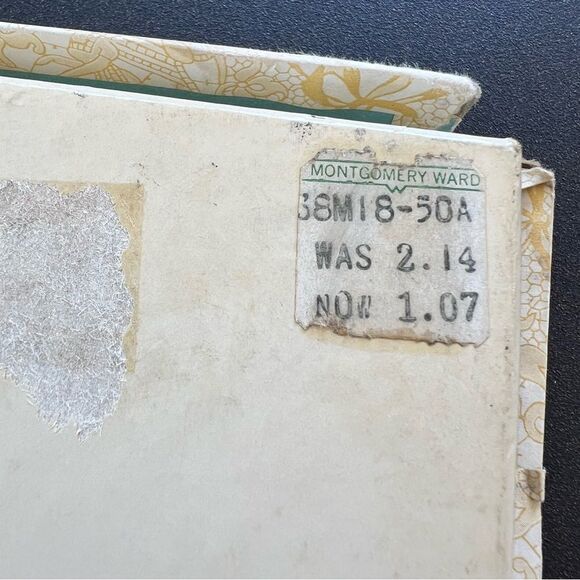 MONTGOMERY WARD
38M18-50A
WAS 2.14
NOW 1.07